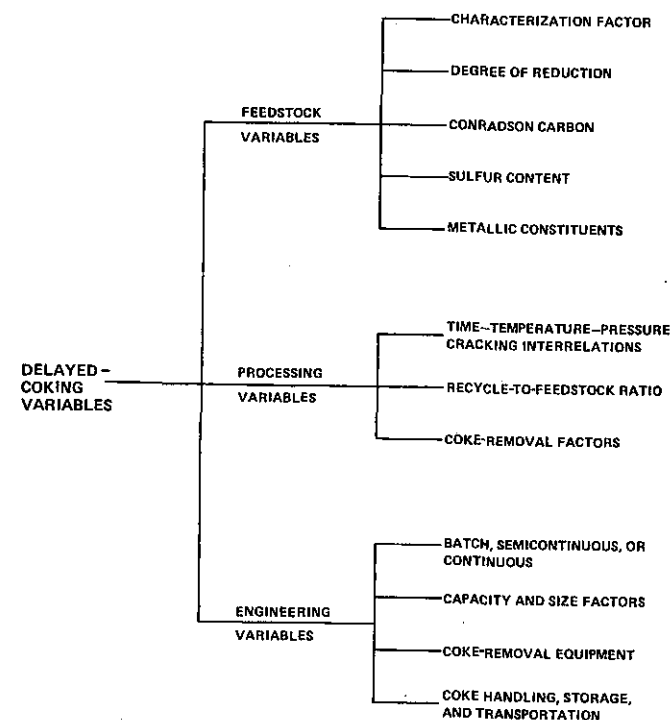 CHARACTERIZATION FACTOR
DEGREE OF REDUCTION
FEEDSTOCK
VARIABLES
CONRADSON CARBON
SULFUR CONTENT
METALLIC CONSTITUENTS
DELAYED–
COKING
VARIABLES
PROCESSING
VARIABLES
TIME–TEMPERATURE–PRESSURE
CRACKING INTERRELATIONS
RECYCLE-TO-FEEDSTOCK RATIO
COKE-REMOVAL FACTORS
ENGINEERING
VARIABLES
BATCH, SEMICONTINUOUS, OR
CONTINUOUS
CAPACITY AND SIZE FACTORS
COKE-REMOVAL EQUIPMENT
COKE HANDLING, STORAGE,
AND TRANSPORTATION